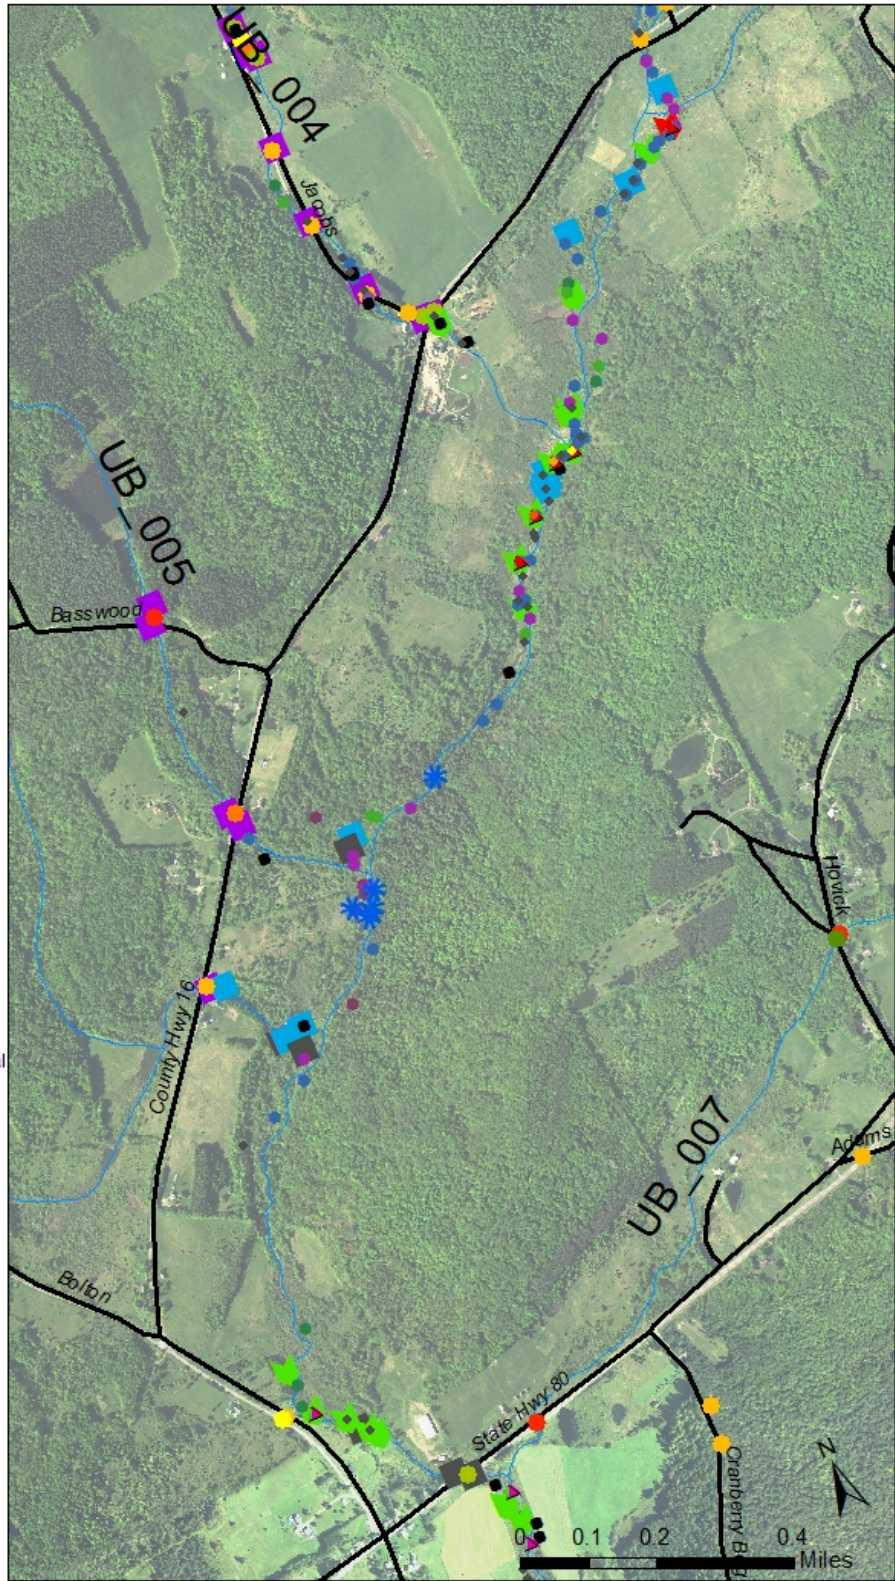 UB_004
Jacobs
UB_005
Basswood
Hovick
County Hwy 16
UB_007
Adams
Bolton
State Hwy 80
N
0 0.1 0.2 0.4
Miles